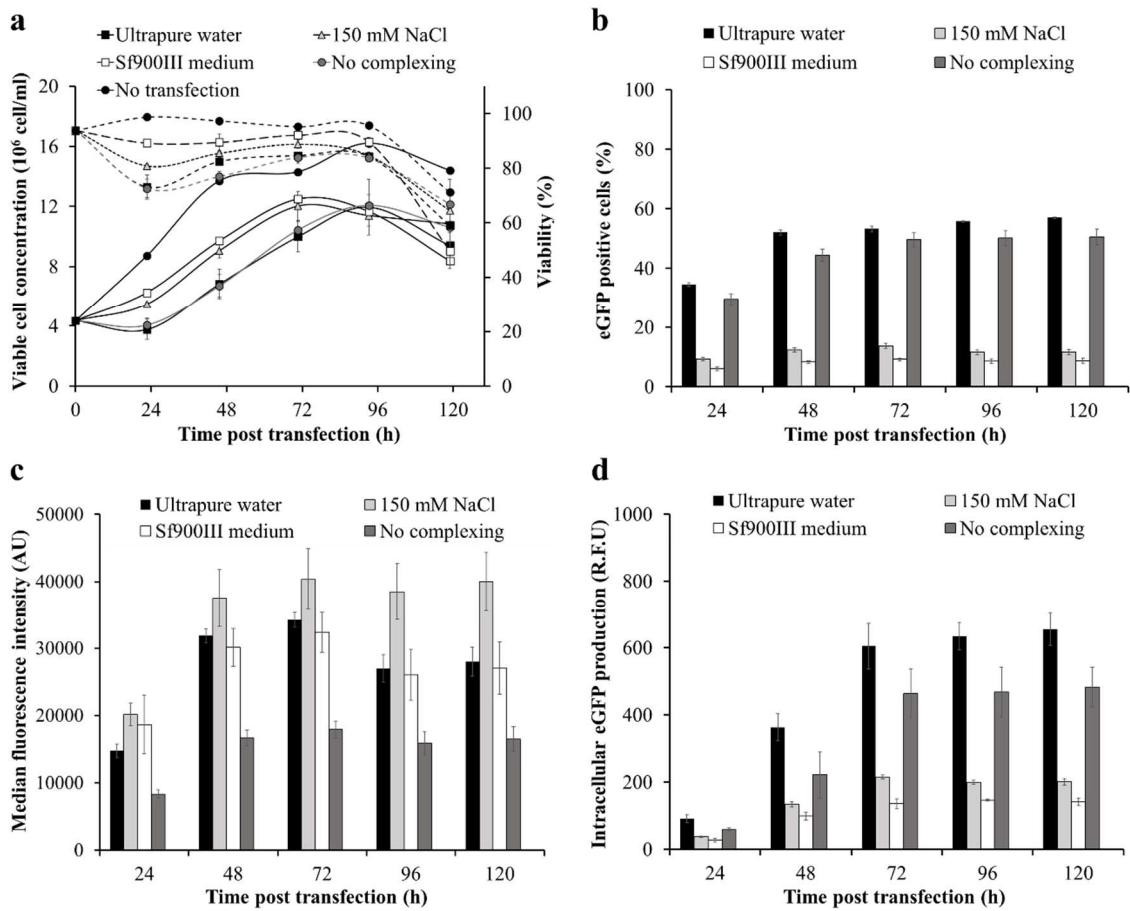 a
Ultrapure water
150 mM NaCl
Sf900III medium
No complexing
No transfection
Viable cell concentration (10⁶ cell/ml)
20
16
12
8
4
0
100
80
60
40
20
0
Viability (%)
0 24 48 72 96 120
Time post transfection (h)
b
Ultrapure water
150 mM NaCl
Sf900III medium
No complexing
eGFP positive cells (%)
100
80
60
40
20
0
24 48 72 96 120
Time post transfection (h)
c
Ultrapure water
150 mM NaCl
Sf900III medium
No complexing
Median fluorescence intensity (AU)
50000
40000
30000
20000
10000
0
24 48 72 96 120
Time post transfection (h)
d
Ultrapure water
150 mM NaCl
Sf900III medium
No complexing
Intracellular eGFP production (R.F.U)
1000
800
600
400
200
0
24 48 72 96 120
Time post transfection (h)